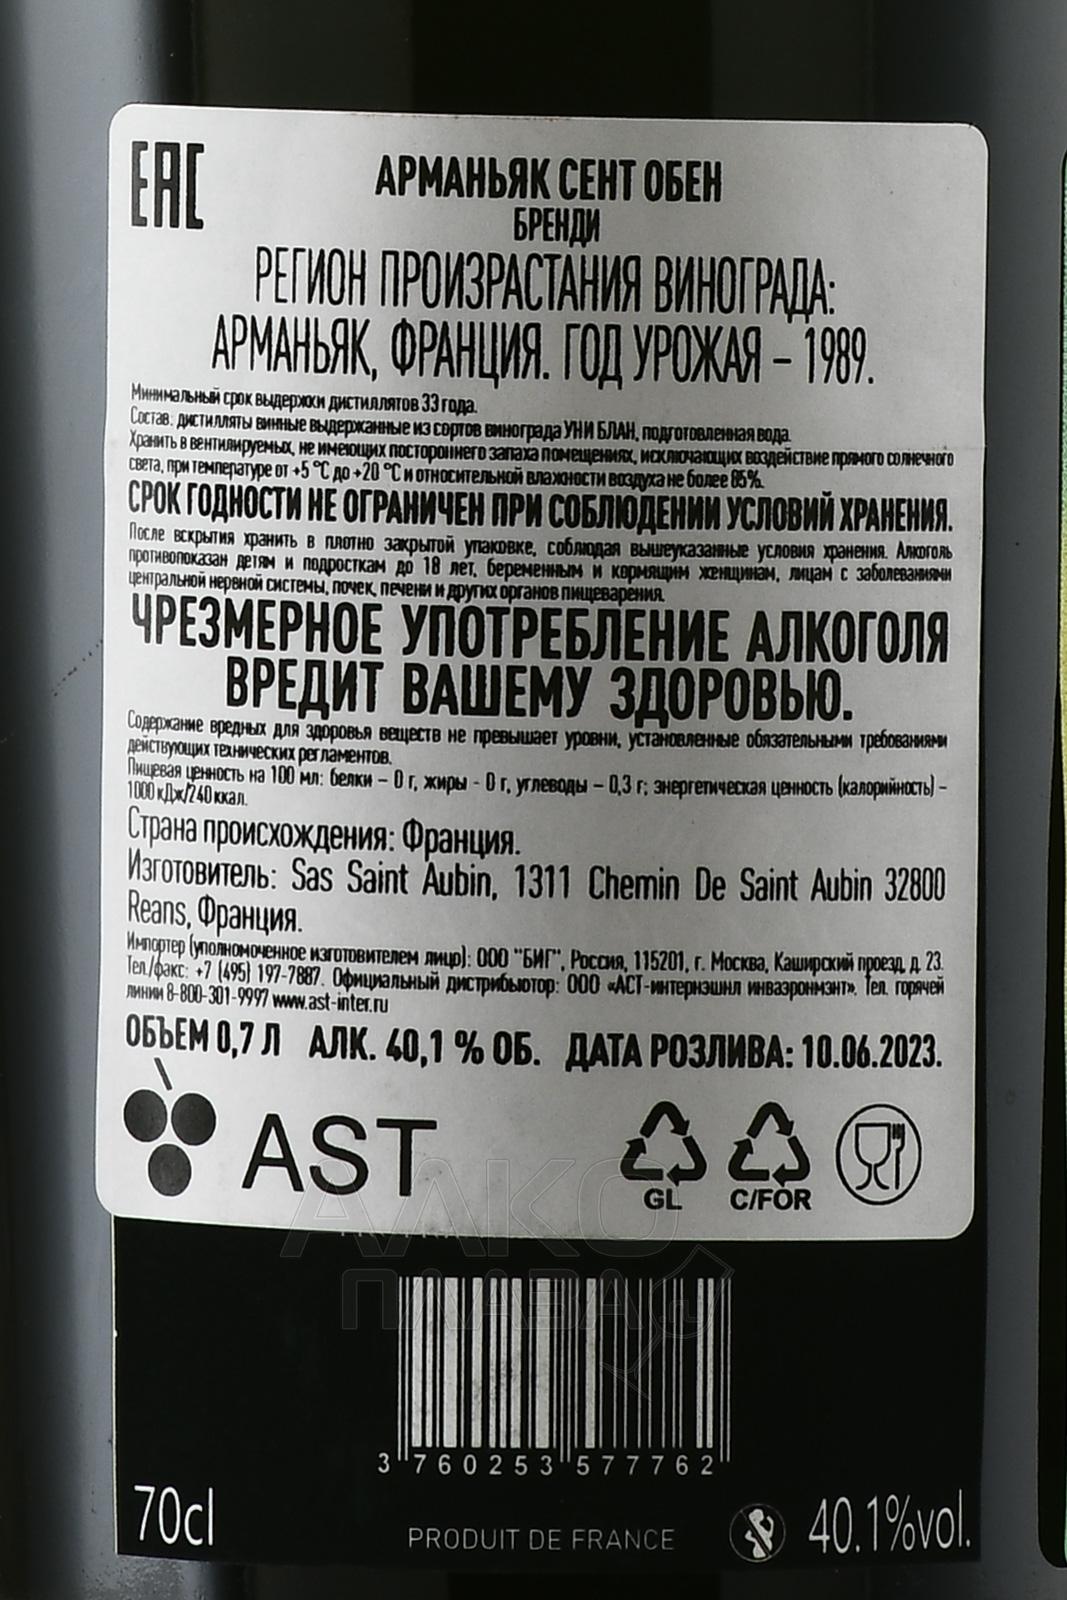 ЕАС
АРМАНЬЯК СЕНТ ОБЕН
БРЕНДИ
РЕГИОН ПРОИЗРАСТАНИЯ ВИНОГРАДА:
АРМАНЬЯК, ФРАНЦИЯ. ГОД УРОЖАЯ – 1989.
Минимальный срок выдержки дистиллятов 33 года.
Состав: дистилляты винные выдержанные из сортов винограда УНИ БЛАН, подготовленная вода.
Хранить в вентилируемых, не имеющих постороннего запаха помещениях, исключающих воздействие прямого солнечного
света, при температуре от +5 °С до +20 °С и относительной влажности воздуха не более 85%.
СРОК ГОДНОСТИ НЕ ОГРАНИЧЕН ПРИ СОБЛЮДЕНИИ УСЛОВИЙ ХРАНЕНИЯ.
После вскрытия хранить в плотно закрытой упаковке, соблюдая вышеуказанные условия хранения. Алкоголь
противопоказан детям и подросткам до 18 лет, беременным и кормящим женщинам, лицам с заболеваниями
центральной нервной системы, почек, печени и других органов пищеварения.
ЧРЕЗМЕРНОЕ УПОТРЕБЛЕНИЕ АЛКОГОЛЯ
ВРЕДИТ ВАШЕМУ ЗДОРОВЬЮ.
Содержание вредных для здоровья веществ не превышает уровни, установленные обязательными требованиями
действующих технических регламентов.
Пищевая ценность на 100 мл: белки – 0 г, жиры - 0 г, углеводы – 0,3 г; энергетическая ценность (калорийность) –
1000 кДж/240 ккал.
Страна происхождения: Франция.
Изготовитель: Sas Saint Aubin, 1311 Chemin De Saint Aubin 32800
Reans, Франция.
Импортер (уполномоченное изготовителем лицо): ООО "БИГ", Россия, 115201, г. Москва, Каширский проезд, д. 23.
Тел./факс: +7 (495) 197-7887. Официальный дистрибьютор: ООО «АСТ-интернэшнл инваэронмэнт». Тел. горячей
линии 8-800-301-9997 www.ast-inter.ru
ОБЪЕМ 0,7 Л АЛК. 40,1 % ОБ. ДАТА РОЗЛИВА: 10.06.2023.
AST
GL C/FOR
АЛКО
ПЛАВА
3 760253 577762
70cl PRODUIT DE FRANCE 40.1%vol.